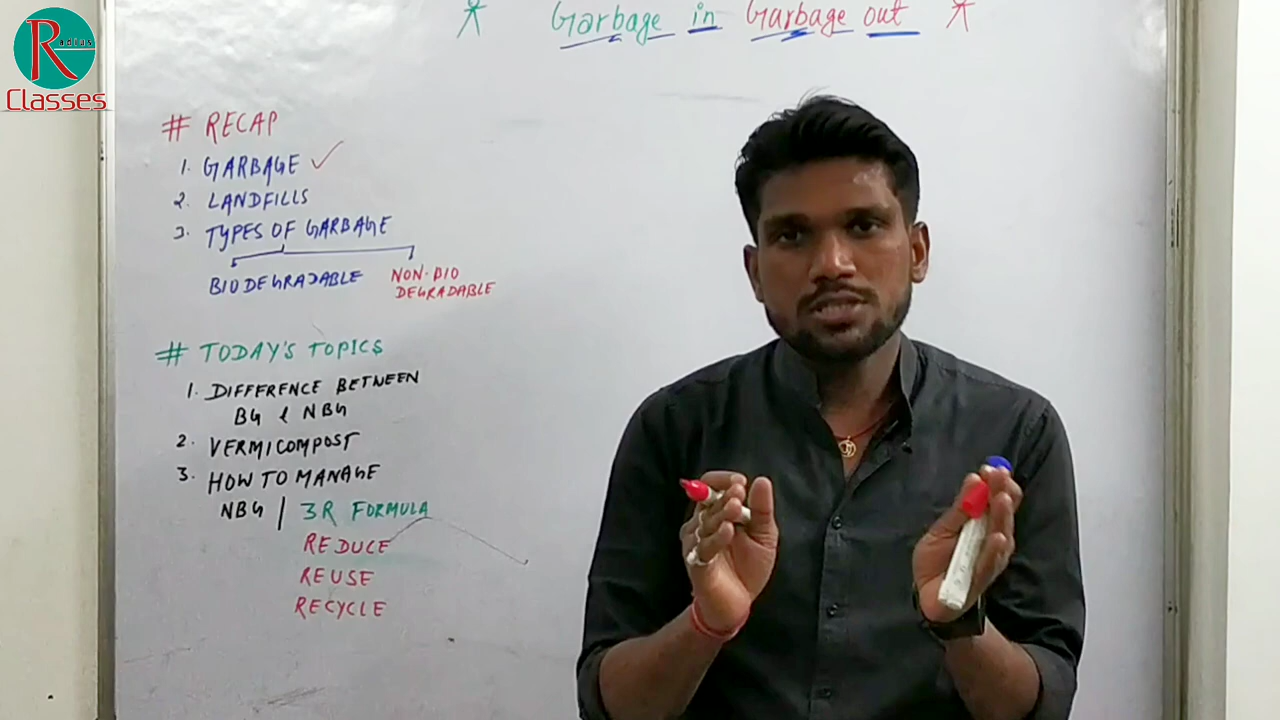 Radius
Classes
* Garbage in Garbage out *
# RECAP
1. GARBAGE ✓
2. LANDFILLS
3. TYPES OF GARBAGE
BIODEGRADABLE
NON-BIO
DEGRADABLE
# TODAY'S TOPICS
1. DIFFERENCE BETWEEN
BG & NBG
2. VERMICOMPOST
3. HOW TO MANAGE
NBG / 3R FORMULA
REDUCE
REUSE
RECYCLE